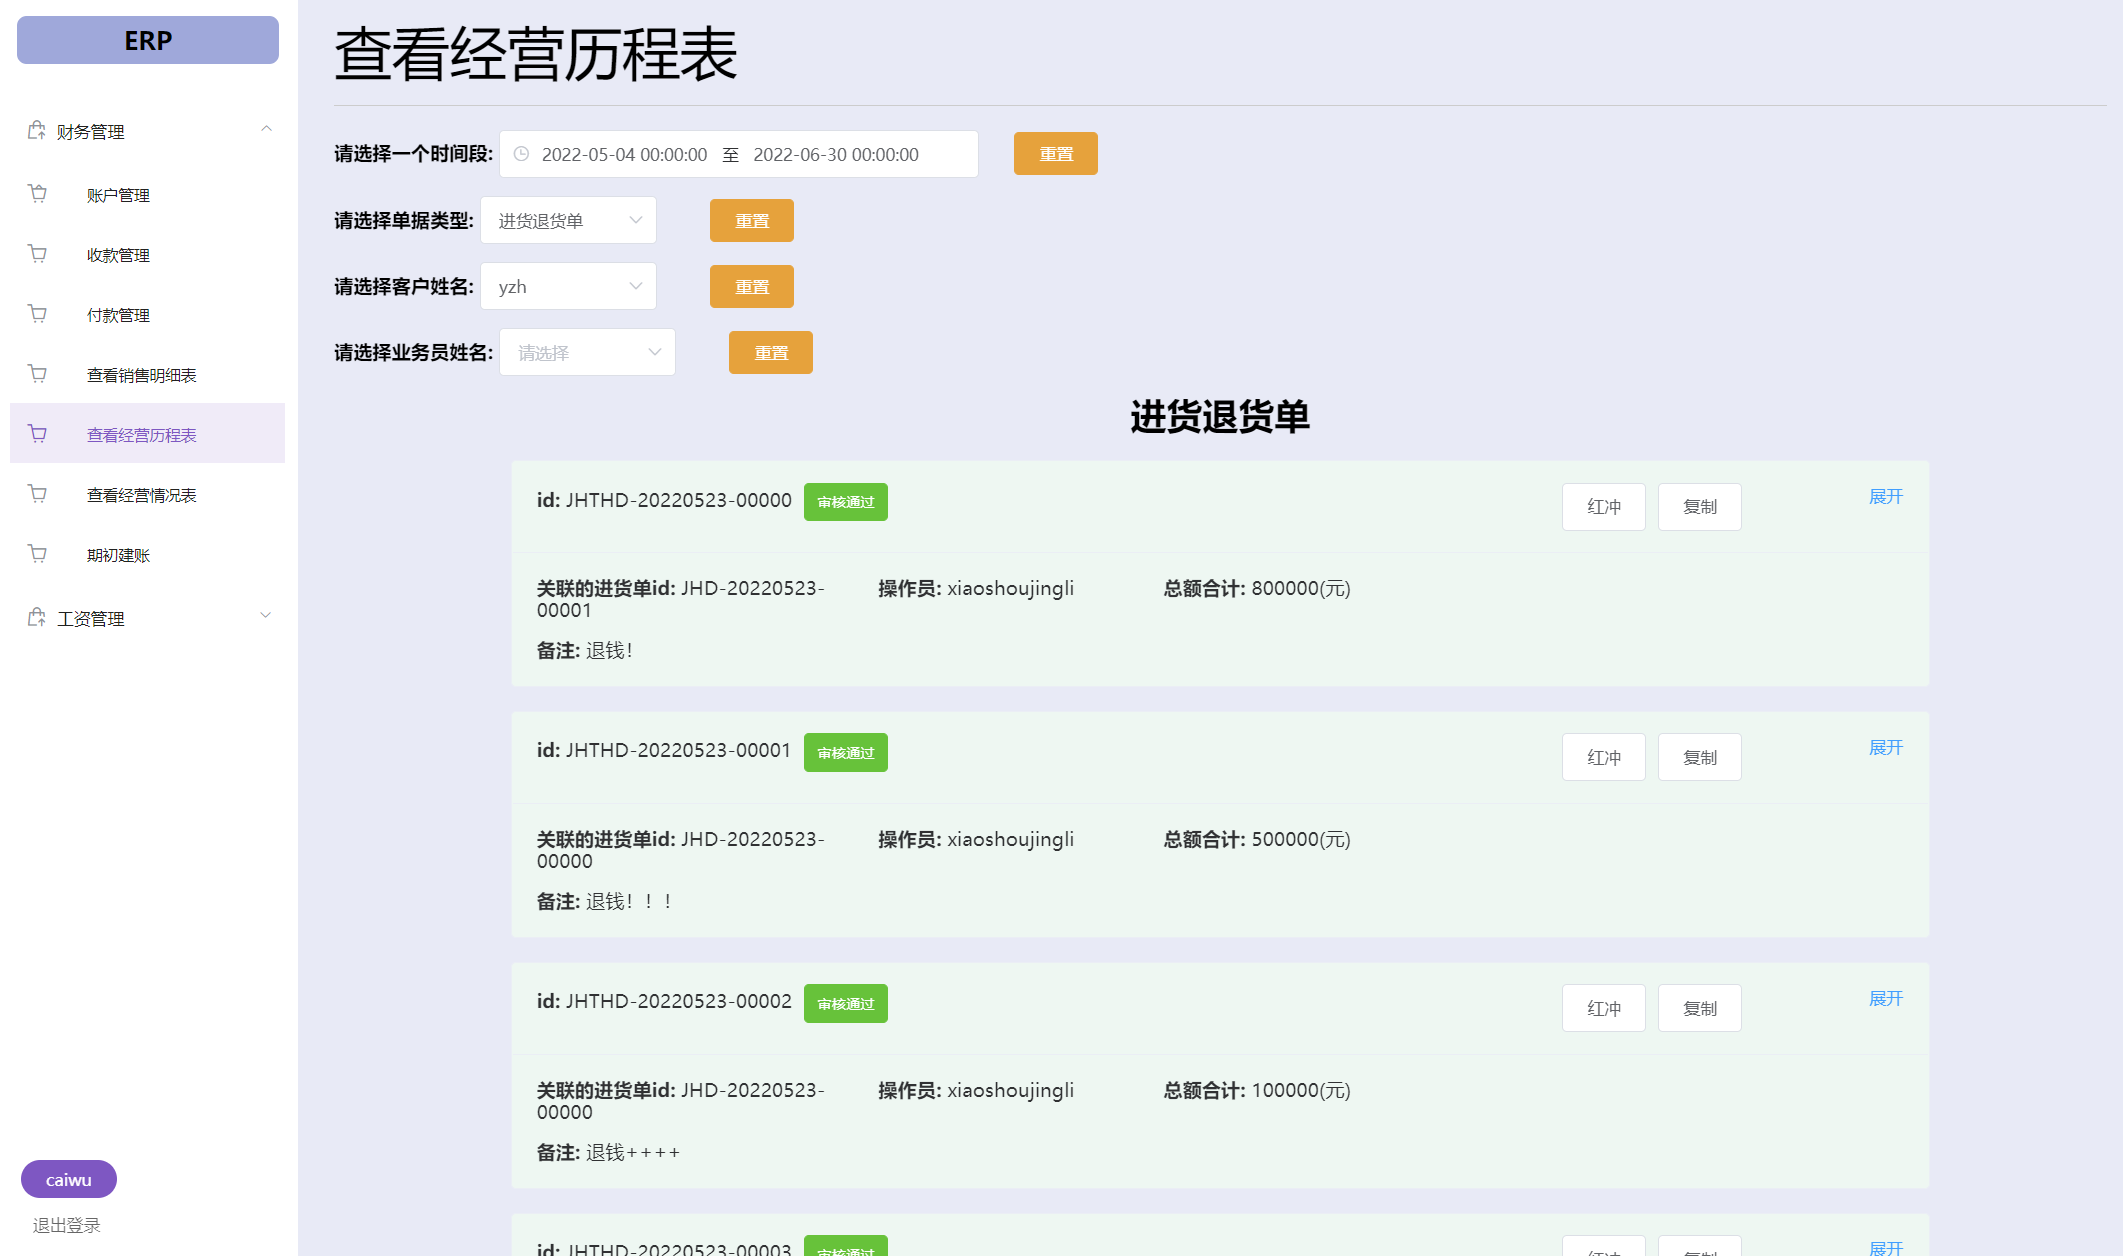 ERP
财务管理
账户管理
收款管理
付款管理
查看销售明细表
查看经营历程表
查看经营情况表
期初建账
工资管理
caiwu
退出登录
查看经营历程表
请选择一个时间段: 2022-05-04 00:00:00 至 2022-06-30 00:00:00 重置
请选择单据类型: 进货退货单 重置
请选择客户姓名: yzh 重置
请选择业务员姓名: 请选择 重置
进货退货单
id: JHTHD-20220523-00000 审核通过 红冲 复制 展开
关联的进货单id: JHD-20220523- 操作员: xiaoshoujingli 总额合计: 800000(元)
00001
备注: 退钱!
id: JHTHD-20220523-00001 审核通过 红冲 复制 展开
关联的进货单id: JHD-20220523- 操作员: xiaoshoujingli 总额合计: 500000(元)
00000
备注: 退钱！！！
id: JHTHD-20220523-00002 审核通过 红冲 复制 展开
关联的进货单id: JHD-20220523- 操作员: xiaoshoujingli 总额合计: 100000(元)
00000
备注: 退钱++++
id: JHTHD-20220523-00003 审核通过 红冲 复制 展开